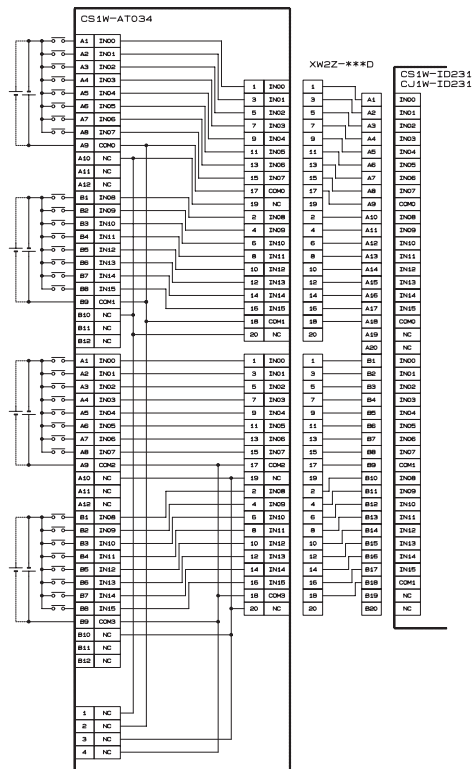 CS1W-AT034
A1 IN00
A2 IN01
A3 IN02
A4 IN03
A5 IN04
A6 IN05
A7 IN06
A8 IN07
A9 COM0
A10 NC
A11 NC
A12 NC
B1 IN08
B2 IN09
B3 IN10
B4 IN11
B5 IN12
B6 IN13
B7 IN14
B8 IN15
B9 COM1
B10 NC
B11 NC
B12 NC
A1 IN00
A2 IN01
A3 IN02
A4 IN03
A5 IN04
A6 IN05
A7 IN06
A8 IN07
A9 COM2
A10 NC
A11 NC
A12 NC
B1 IN08
B2 IN09
B3 IN10
B4 IN11
B5 IN12
B6 IN13
B7 IN14
B8 IN15
B9 COM3
B10 NC
B11 NC
B12 NC
1 NC
2 NC
3 NC
4 NC
1 IN00
3 IN01
5 IN02
7 IN03
9 IN04
11 IN05
13 IN06
15 IN07
17 COM0
19 NC
2 IN08
4 IN09
6 IN10
8 IN11
10 IN12
12 IN13
14 IN14
16 IN15
18 COM1
20 NC
1 IN00
3 IN01
5 IN02
7 IN03
9 IN04
11 IN05
13 IN06
15 IN07
17 COM2
19 NC
2 IN08
4 IN09
6 IN10
8 IN11
10 IN12
12 IN13
14 IN14
16 IN15
18 COM3
20 NC
XW2Z-***D
1
3
5
7
9
11
13
15
17
19
2
4
6
8
10
12
14
16
18
20
1
3
5
7
9
11
13
15
17
19
2
4
6
8
10
12
14
16
18
20
CS1W-ID231
CJ1W-ID231
A1 IN00
A2 IN01
A3 IN02
A4 IN03
A5 IN04
A6 IN05
A7 IN06
A8 IN07
A9 COM0
A10 IN08
A11 IN09
A12 IN10
A13 IN11
A14 IN12
A15 IN13
A16 IN14
A17 IN15
A18 COM0
A19 NC
A20 NC
B1 IN00
B2 IN01
B3 IN02
B4 IN03
B5 IN04
B6 IN05
B7 IN06
B8 IN07
B9 COM1
B10 IN08
B11 IN09
B12 IN10
B13 IN11
B14 IN12
B15 IN13
B16 IN14
B17 IN15
B18 COM1
B19 NC
B20 NC